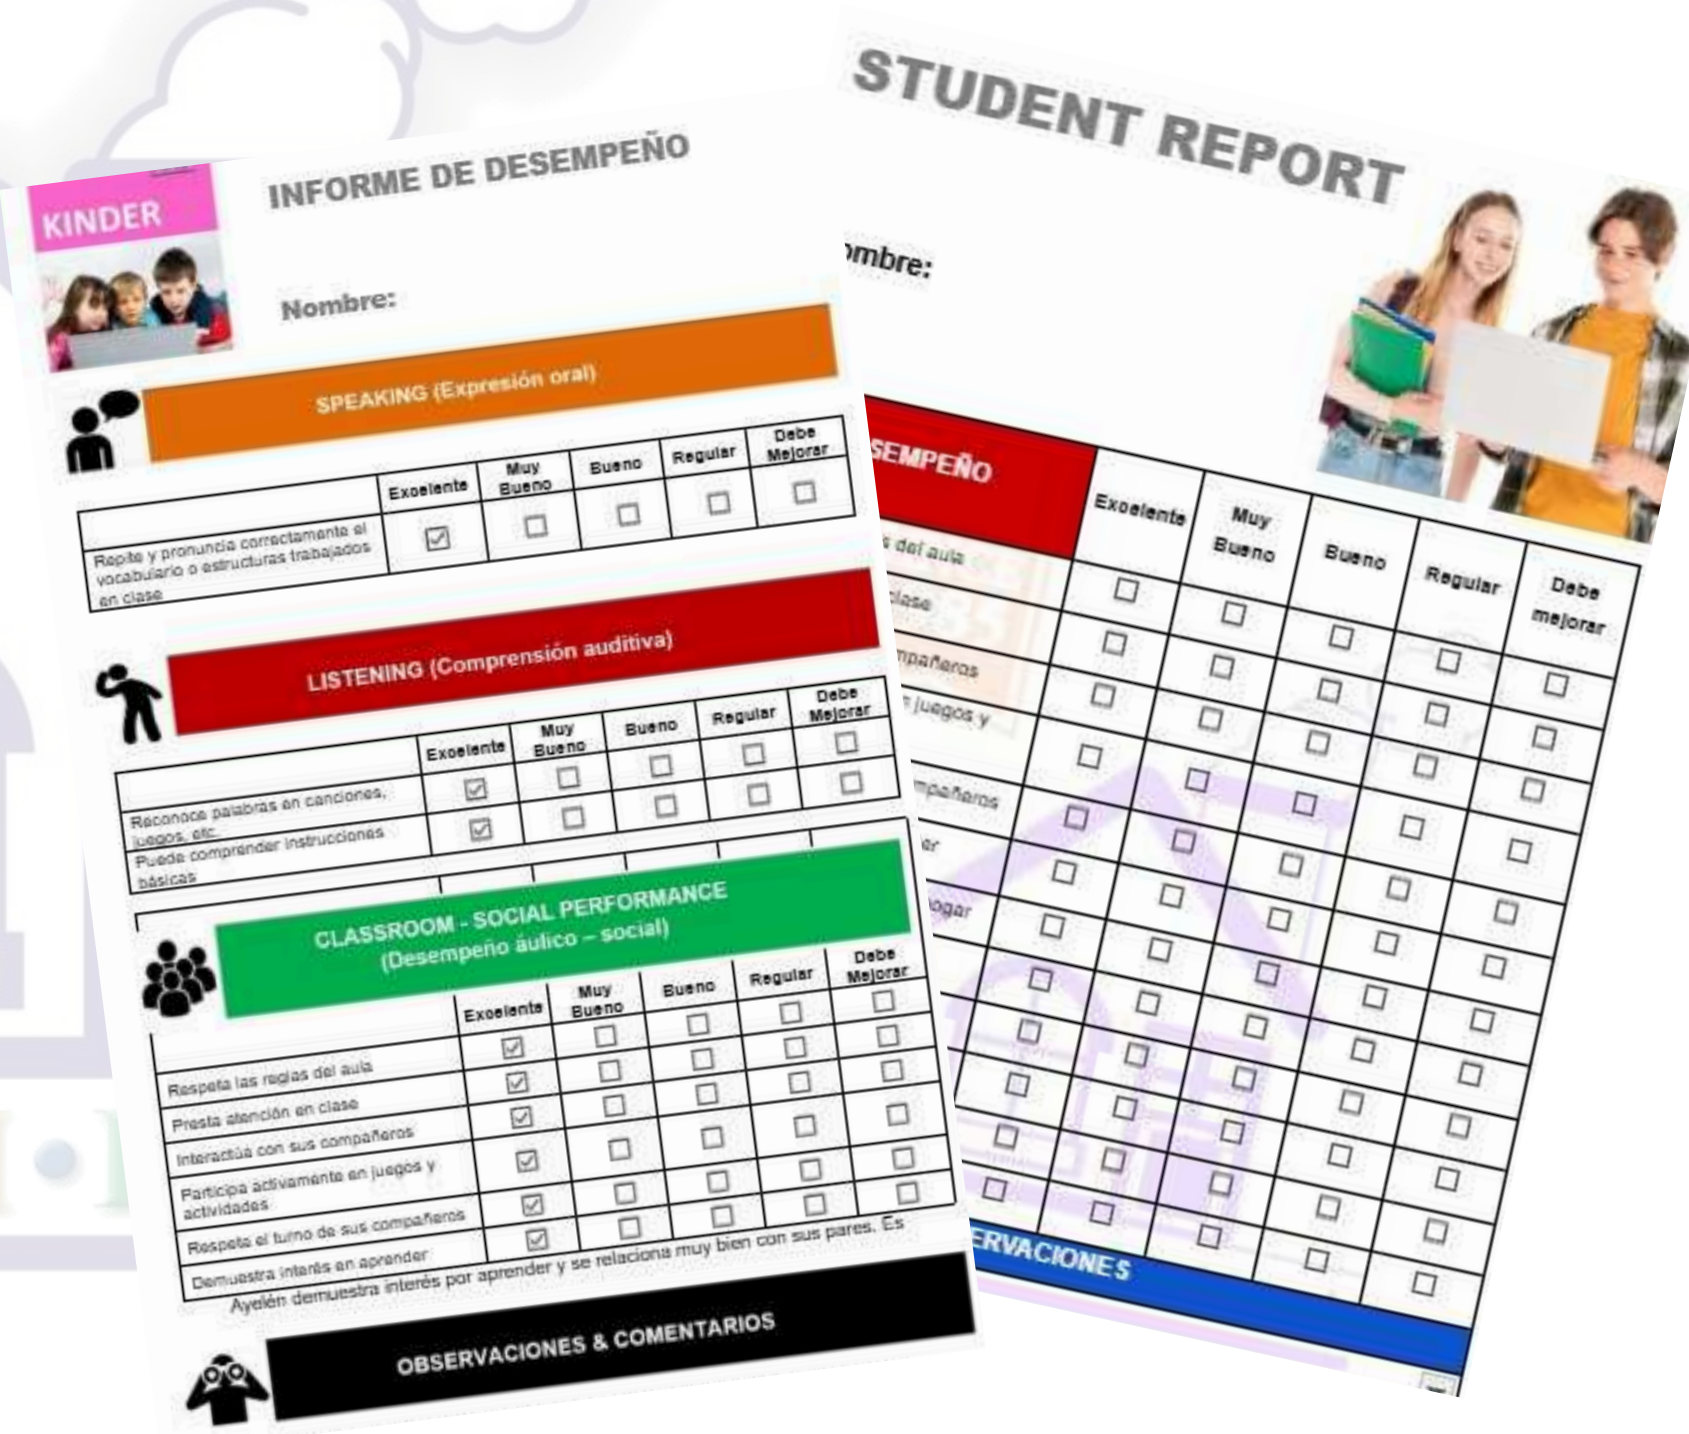 KINDER
INFORME DE DESEMPEÑO
Nombre:
SPEAKING (Expresión oral)
Excelente
Muy
Bueno
Bueno
Regular
Debe
Mejorar
Repite y pronuncia correctamente el
vocabulario o estructuras trabajados
en clase
LISTENING (Comprensión auditiva)
Excelente
Muy
Bueno
Bueno
Regular
Debe
Mejorar
Reconoce palabras en canciones,
juegos, etc.
Puede comprender instrucciones
básicas
CLASSROOM - SOCIAL PERFORMANCE
(Desempeño áulico – social)
Excelente
Muy
Bueno
Bueno
Regular
Debe
Mejorar
Respeta las reglas del aula
Presta atención en clase
Interactúa con sus compañeros
Participa activamente en juegos y
actividades
Respeta el turno de sus compañeros
Demuestra interés en aprender
Ayelén demuestra interés por aprender y se relaciona muy bien con sus pares. Es
OBSERVACIONES & COMENTARIOS
STUDENT REPORT
ombre:
SEMPEÑO
Excelente
Muy
Bueno
Bueno
Regular
Debe
mejorar
s del aula
clase
mpañeros
juegos y
mpañeros
ar
ogar
ERVACIONES